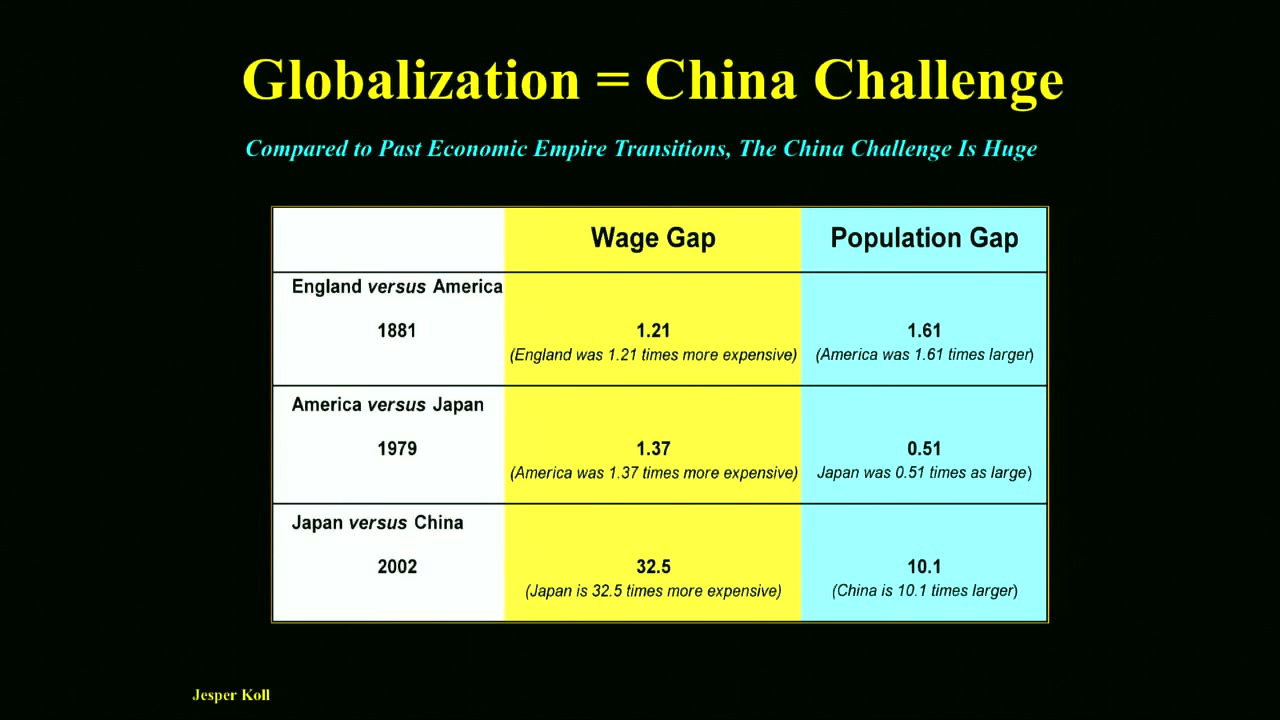 Globalization = China Challenge
Compared to Past Economic Empire Transitions, The China Challenge Is Huge
Wage Gap Population Gap
England versus America
1881 1.21 1.61
(England was 1.21 times more expensive) (America was 1.61 times larger)
America versus Japan
1979 1.37 0.51
(America was 1.37 times more expensive) Japan was 0.51 times as large)
Japan versus China
2002 32.5 10.1
(Japan is 32.5 times more expensive) (China is 10.1 times larger)
Jesper Koll